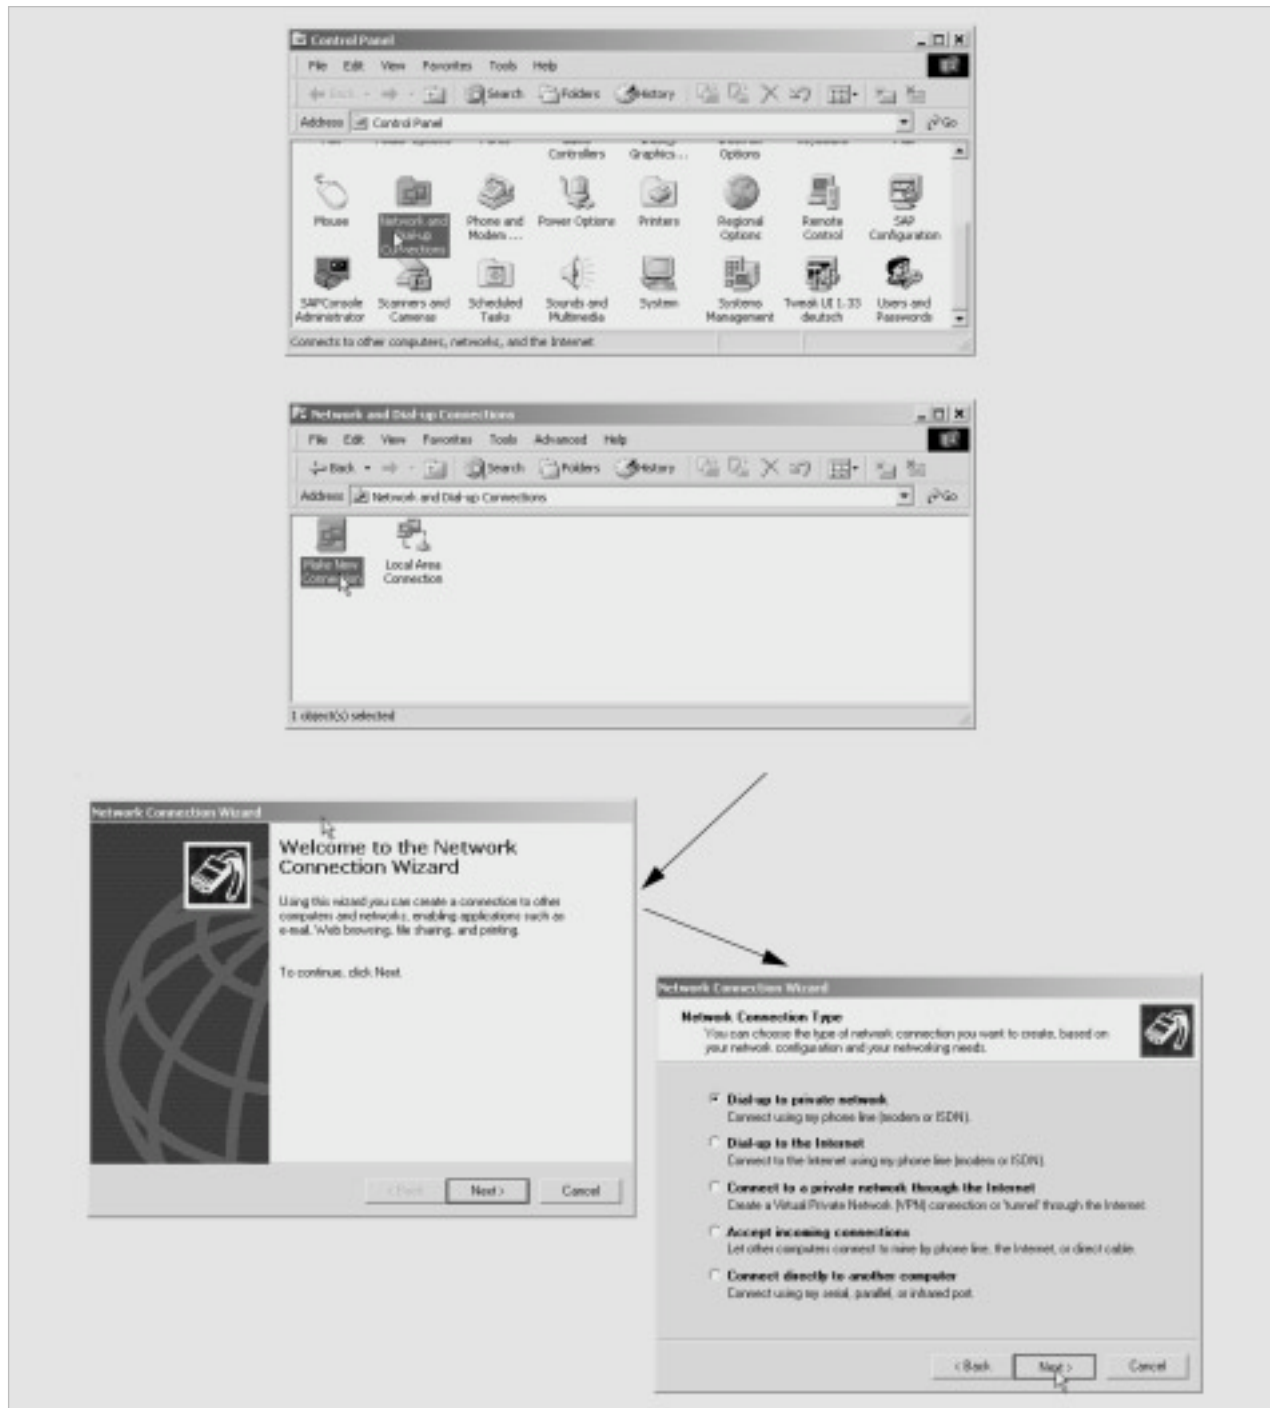 Control Panel
File Edit View Favorites Tools Help
Back Search Folders History
Address Control Panel Go
Controllers Graphics... Options
Mouse Network and Dial-up Connections Phone and Modem ... Power Options Printers Regional Options Remote Control SAP Configuration
SAPConsole Administrator Scanners and Cameras Scheduled Tasks Sounds and Multimedia System Systems Management Tweak UI 1.33 deutsch Users and Passwords
Connects to other computers, networks, and the Internet
Network and Dial-up Connections
File Edit View Favorites Tools Advanced Help
Back Search Folders History
Address Network and Dial-up Connections Go
Make New Connection Local Area Connection
1 object(s) selected
Network Connection Wizard
Welcome to the Network
Connection Wizard
Using this wizard you can create a connection to other
computers and networks, enabling applications such as
e-mail, Web browsing, file sharing, and printing.
To continue, click Next.
< Back Next > Cancel
Network Connection Wizard
Network Connection Type
You can choose the type of network connection you want to create, based on
your network configuration and your networking needs.
Dial-up to private network
Connect using my phone line (modem or ISDN).
Dial-up to the Internet
Connect to the Internet using my phone line (modem or ISDN).
Connect to a private network through the Internet
Create a Virtual Private Network (VPN) connection or 'tunnel' through the Internet.
Accept incoming connections
Let other computers connect to mine by phone line, the Internet, or direct cable.
Connect directly to another computer
Connect using my serial, parallel, or infrared port.
< Back Next > Cancel